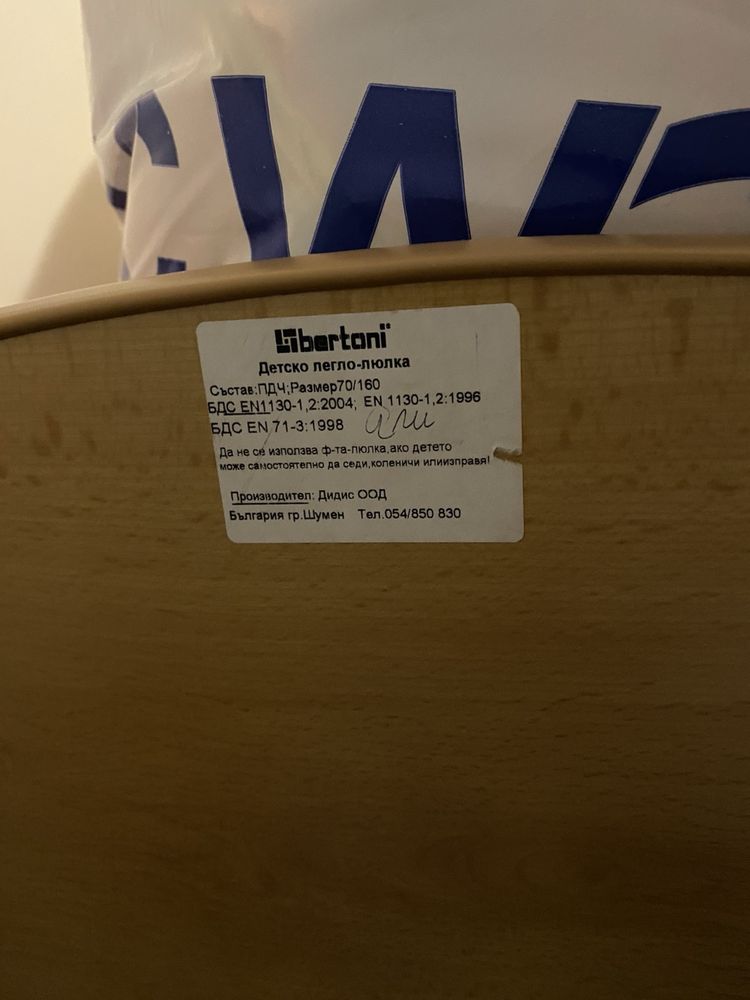 bertoni
Детско легло-люлка
Състав:ПДЧ;Размер70/160
БДС EN1130-1,2:2004; EN 1130-1,2:1996
БДС EN 71-3:1998
Да не се използва ф-та-люлка,ако детето
може самостоятелно да седи,коленичи илиизправя!
Производител: Дидис ООД
България гр.Шумен Тел.054/850 830